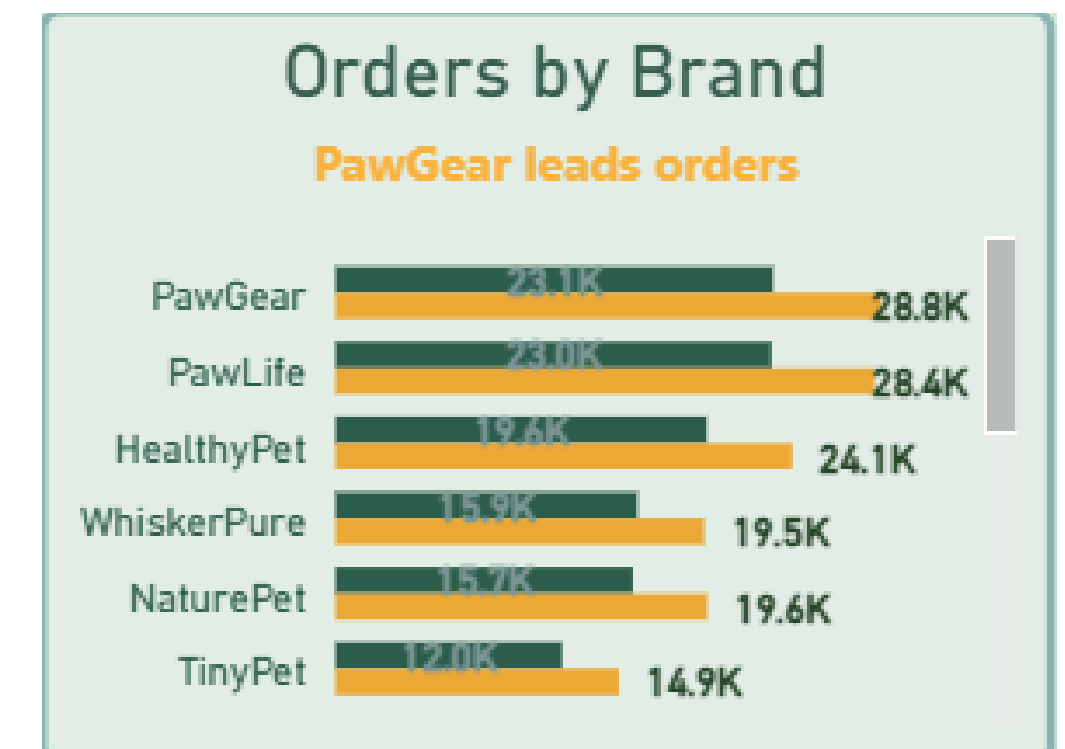 Orders by Brand
PawGear leads orders
PawGear 23.1K 28.8K
PawLife 23.0K 28.4K
HealthyPet 19.6K 24.1K
WhiskerPure 15.9K 19.5K
NaturePet 15.7K 19.6K
TinyPet 12.0K 14.9K